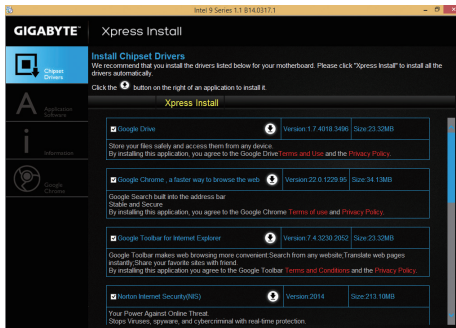 Intel 9 Series 1.1 B14.0317.1
GIGABYTE™
Xpress Install
Chipset
Drivers
Application
Software
Information
Google
Chrome
Install Chipset Drivers
We recommend that you install the drivers listed below for your motherboard. Please click "Xpress Install" to install all the
drivers automatically.
Click the button on the right of an application to install it.
Xpress Install
Google Drive
Version:1.7.4018.3496
Size:23.32MB
Store your files safely and access them from any device.
By installing this application, you agree to the Google DriveTerms and Use and the Privacy Policy.
Google Chrome , a faster way to browse the web
Version:22.0.1229.95
Size:34.13MB
Google Search built into the address bar
Stable and Secure
By installing this application, you agree to the Google Chrome Terms of use and Privacy Policy.
Google Toolbar for Internet Explorer
Version:7.4.3230.2052
Size:23.32MB
Google Toolbar makes web browsing more convenient:Search from any website;Translate web pages
instantly;Share your favorite sites with friend.
By installing this application you agree to the Google Toolbar Terms and Conditions and the Privacy Policy.
Norton Internet Security(NIS)
Version:2014
Size:213.10MB
Your Power Against Online Threat.
Stops Viruses, spyware, and cybercriminal with real-time protection.